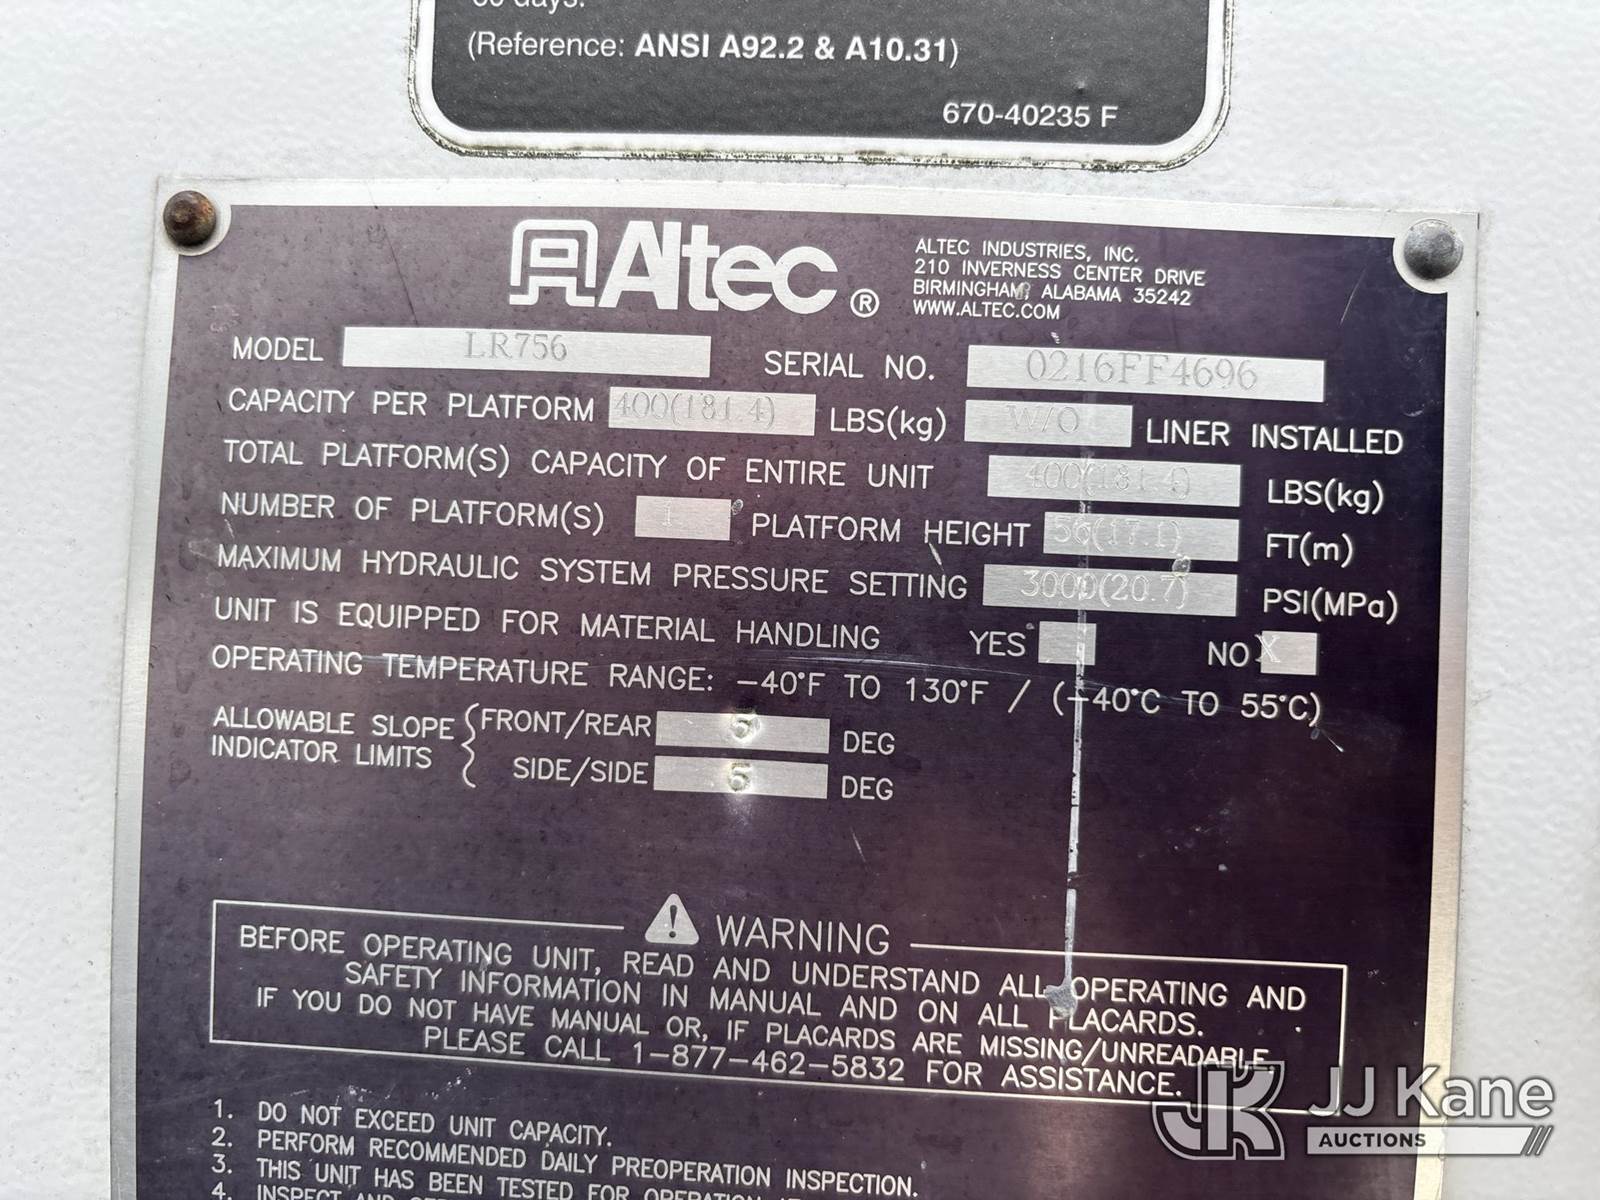 (Reference: ANSI A92.2 & A10.31)
670-40235 F
Altec ®
ALTEC INDUSTRIES, INC.
210 INVERNESS CENTER DRIVE
BIRMINGHAM, ALABAMA 35242
WWW.ALTEC.COM
MODEL LR756 SERIAL NO. 0216FF4696
CAPACITY PER PLATFORM 400(181.4) LBS(kg) W/O LINER INSTALLED
TOTAL PLATFORM(S) CAPACITY OF ENTIRE UNIT 400(181.4) LBS(kg)
NUMBER OF PLATFORM(S) 1 PLATFORM HEIGHT 56(17.1) FT(m)
MAXIMUM HYDRAULIC SYSTEM PRESSURE SETTING 3000(20.7) PSI(MPa)
UNIT IS EQUIPPED FOR MATERIAL HANDLING YES NO X
OPERATING TEMPERATURE RANGE: -40°F TO 130°F / (-40°C TO 55°C)
ALLOWABLE SLOPE INDICATOR LIMITS { FRONT/REAR 5 DEG
SIDE/SIDE 5 DEG
⚠ WARNING
BEFORE OPERATING UNIT, READ AND UNDERSTAND ALL OPERATING AND
SAFETY INFORMATION IN MANUAL AND ON ALL PLACARDS.
IF YOU DO NOT HAVE MANUAL OR, IF PLACARDS ARE MISSING/UNREADABLE,
PLEASE CALL 1-877-462-5832 FOR ASSISTANCE.
1. DO NOT EXCEED UNIT CAPACITY.
2. PERFORM RECOMMENDED DAILY PREOPERATION INSPECTION.
3. THIS UNIT HAS BEEN TESTED FOR OPERATION
4. INSPECT AND
JK JJ Kane
AUCTIONS